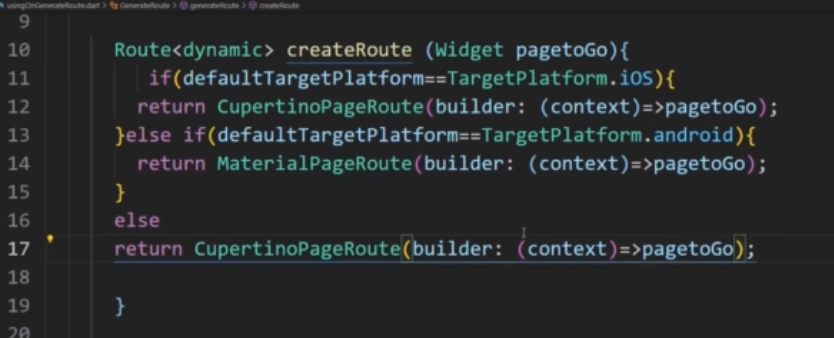 usingOnGenerateRoute.dart > GenerateRoute > generateRoute > createRoute
9
10 Route<dynamic> createRoute (Widget pagetoGo){
11 if(defaultTargetPlatform==TargetPlatform.iOS){
12 return CupertinoPageRoute(builder: (context)=>pagetoGo);
13 }else if(defaultTargetPlatform==TargetPlatform.android){
14 return MaterialPageRoute(builder: (context)=>pagetoGo);
15 }
16 else
17 return CupertinoPageRoute(builder: (context)=>pagetoGo);
18
19 }
20